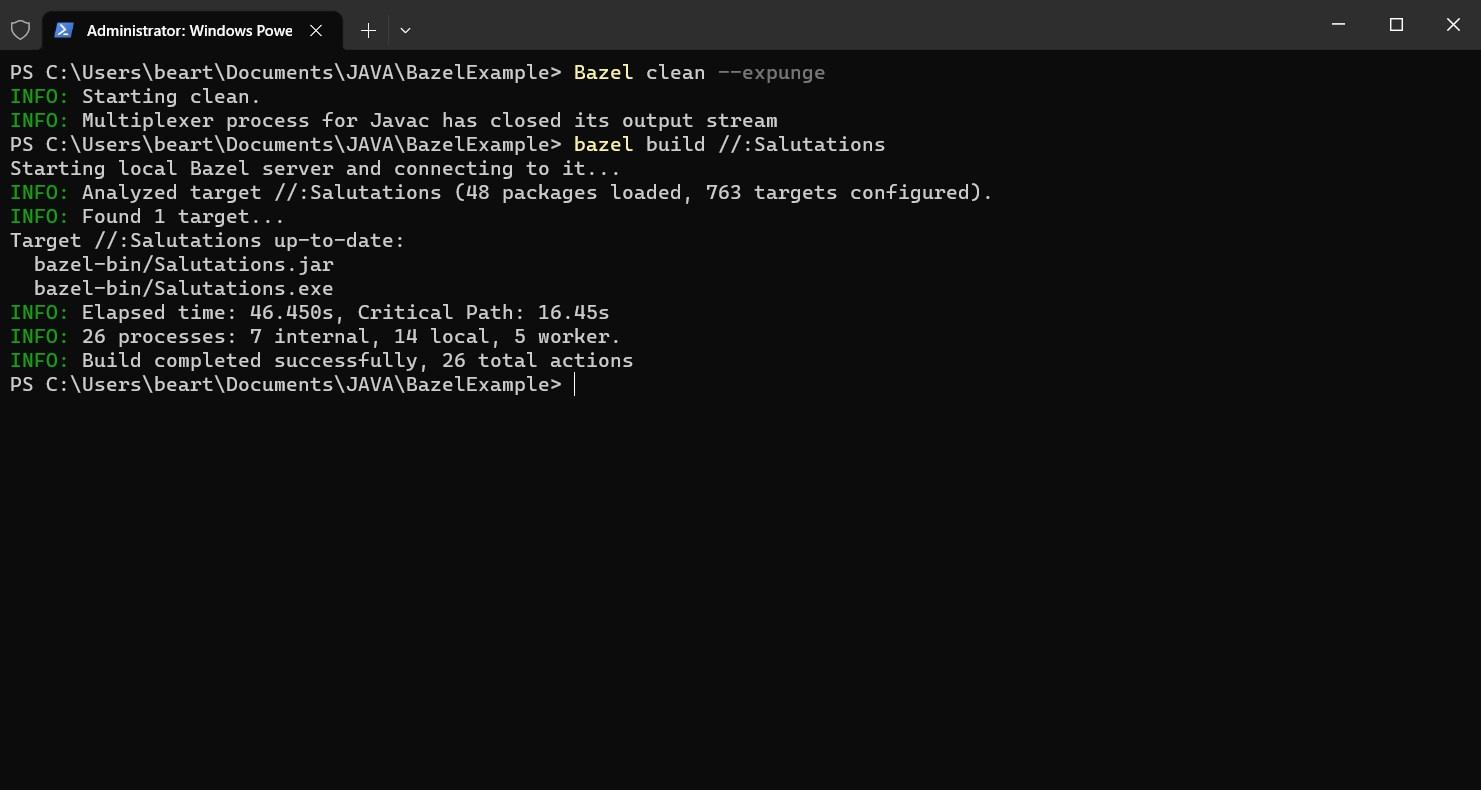 Administrator: Windows Powe
PS C:\Users\beart\Documents\JAVA\BazelExample> Bazel clean --expunge
INFO: Starting clean.
INFO: Multiplexer process for Javac has closed its output stream
PS C:\Users\beart\Documents\JAVA\BazelExample> bazel build //:Salutations
Starting local Bazel server and connecting to it...
INFO: Analyzed target //:Salutations (48 packages loaded, 763 targets configured).
INFO: Found 1 target...
Target //:Salutations up-to-date:
  bazel-bin/Salutations.jar
  bazel-bin/Salutations.exe
INFO: Elapsed time: 46.450s, Critical Path: 16.45s
INFO: 26 processes: 7 internal, 14 local, 5 worker.
INFO: Build completed successfully, 26 total actions
PS C:\Users\beart\Documents\JAVA\BazelExample>